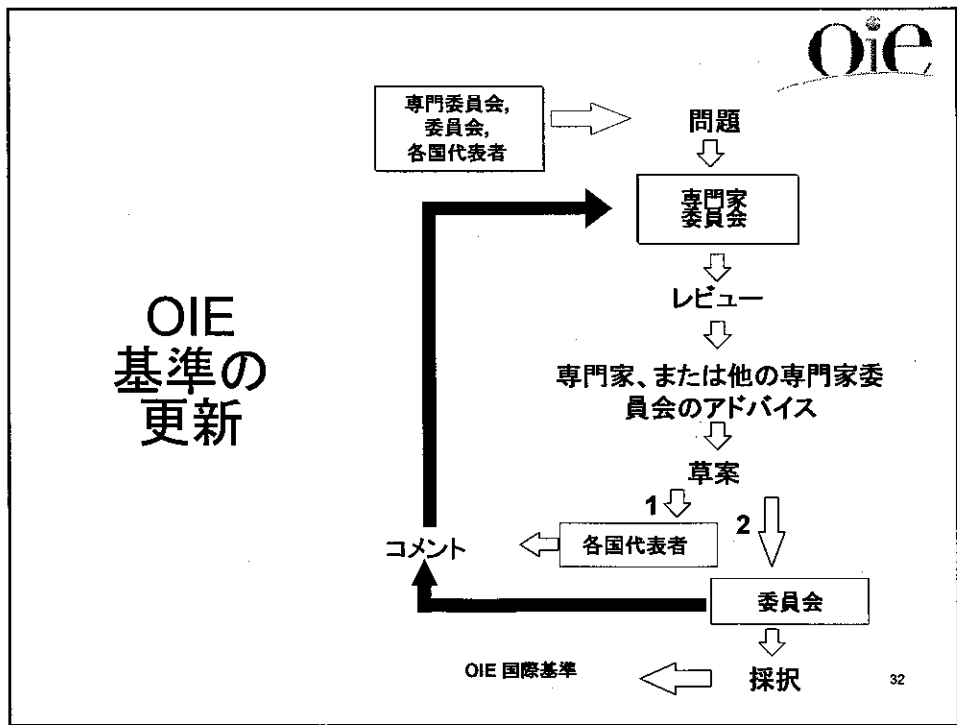 Oie
専門委員会,
委員会,
各国代表者
問題
専門家
委員会
レビュー
OIE
基準の
更新
専門家、または他の専門家委
員会のアドバイス
草案
1
2
各国代表者
コメント
委員会
OIE 国際基準
採択
32